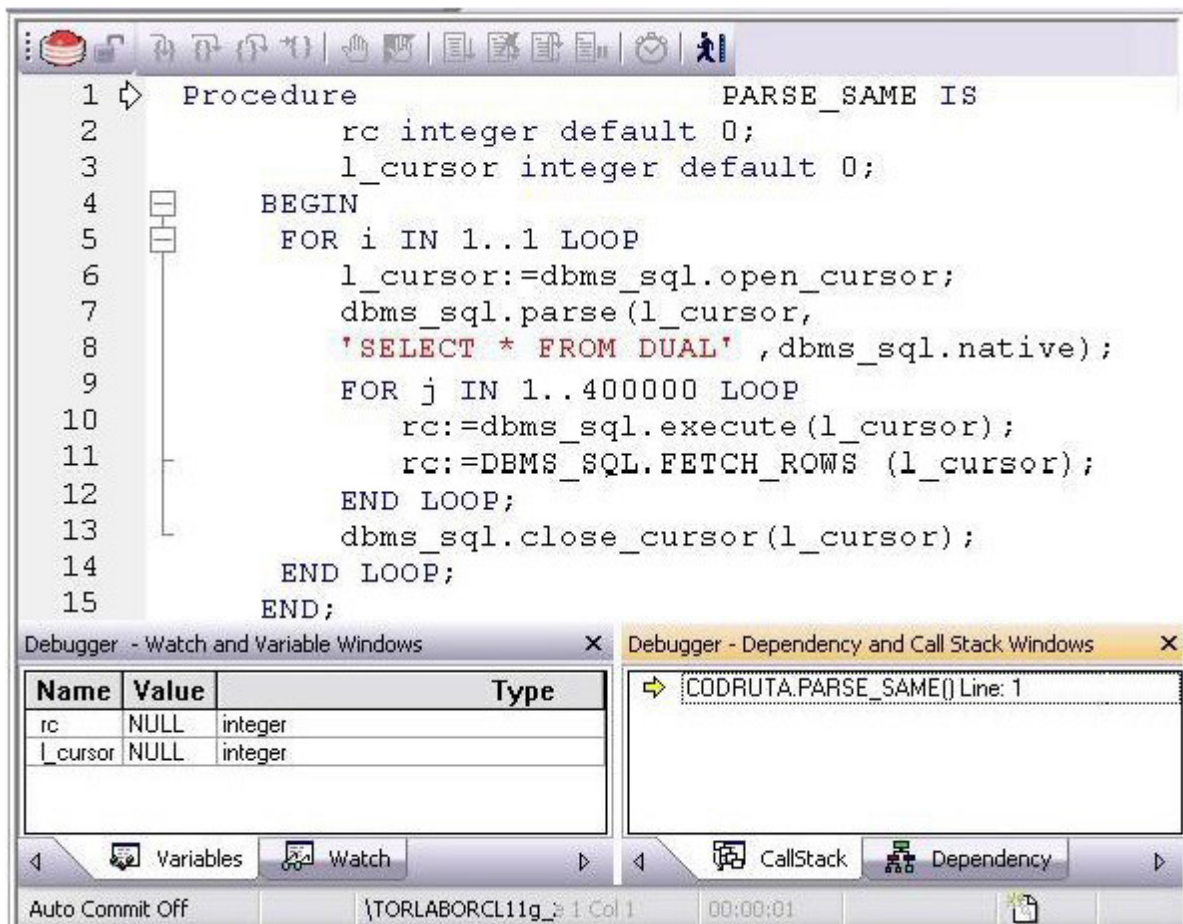 1 Procedure PARSE_SAME IS
2 rc integer default 0;
3 l_cursor integer default 0;
4 BEGIN
5 FOR i IN 1..1 LOOP
6 l_cursor:=dbms_sql.open_cursor;
7 dbms_sql.parse(l_cursor,
8 'SELECT * FROM DUAL' ,dbms_sql.native);
9 FOR j IN 1..400000 LOOP
10 rc:=dbms_sql.execute(l_cursor);
11 rc:=DBMS_SQL.FETCH_ROWS (l_cursor);
12 END LOOP;
13 dbms_sql.close_cursor(l_cursor);
14 END LOOP;
15 END;
Debugger - Watch and Variable Windows
Name Value Type
rc NULL integer
l_cursor NULL integer
Variables Watch
Debugger - Dependency and Call Stack Windows
CODRUTA.PARSE_SAME() Line: 1
CallStack Dependency
Auto Commit Off \TORLABORCL11g_ 1 Col 1 00:00:01